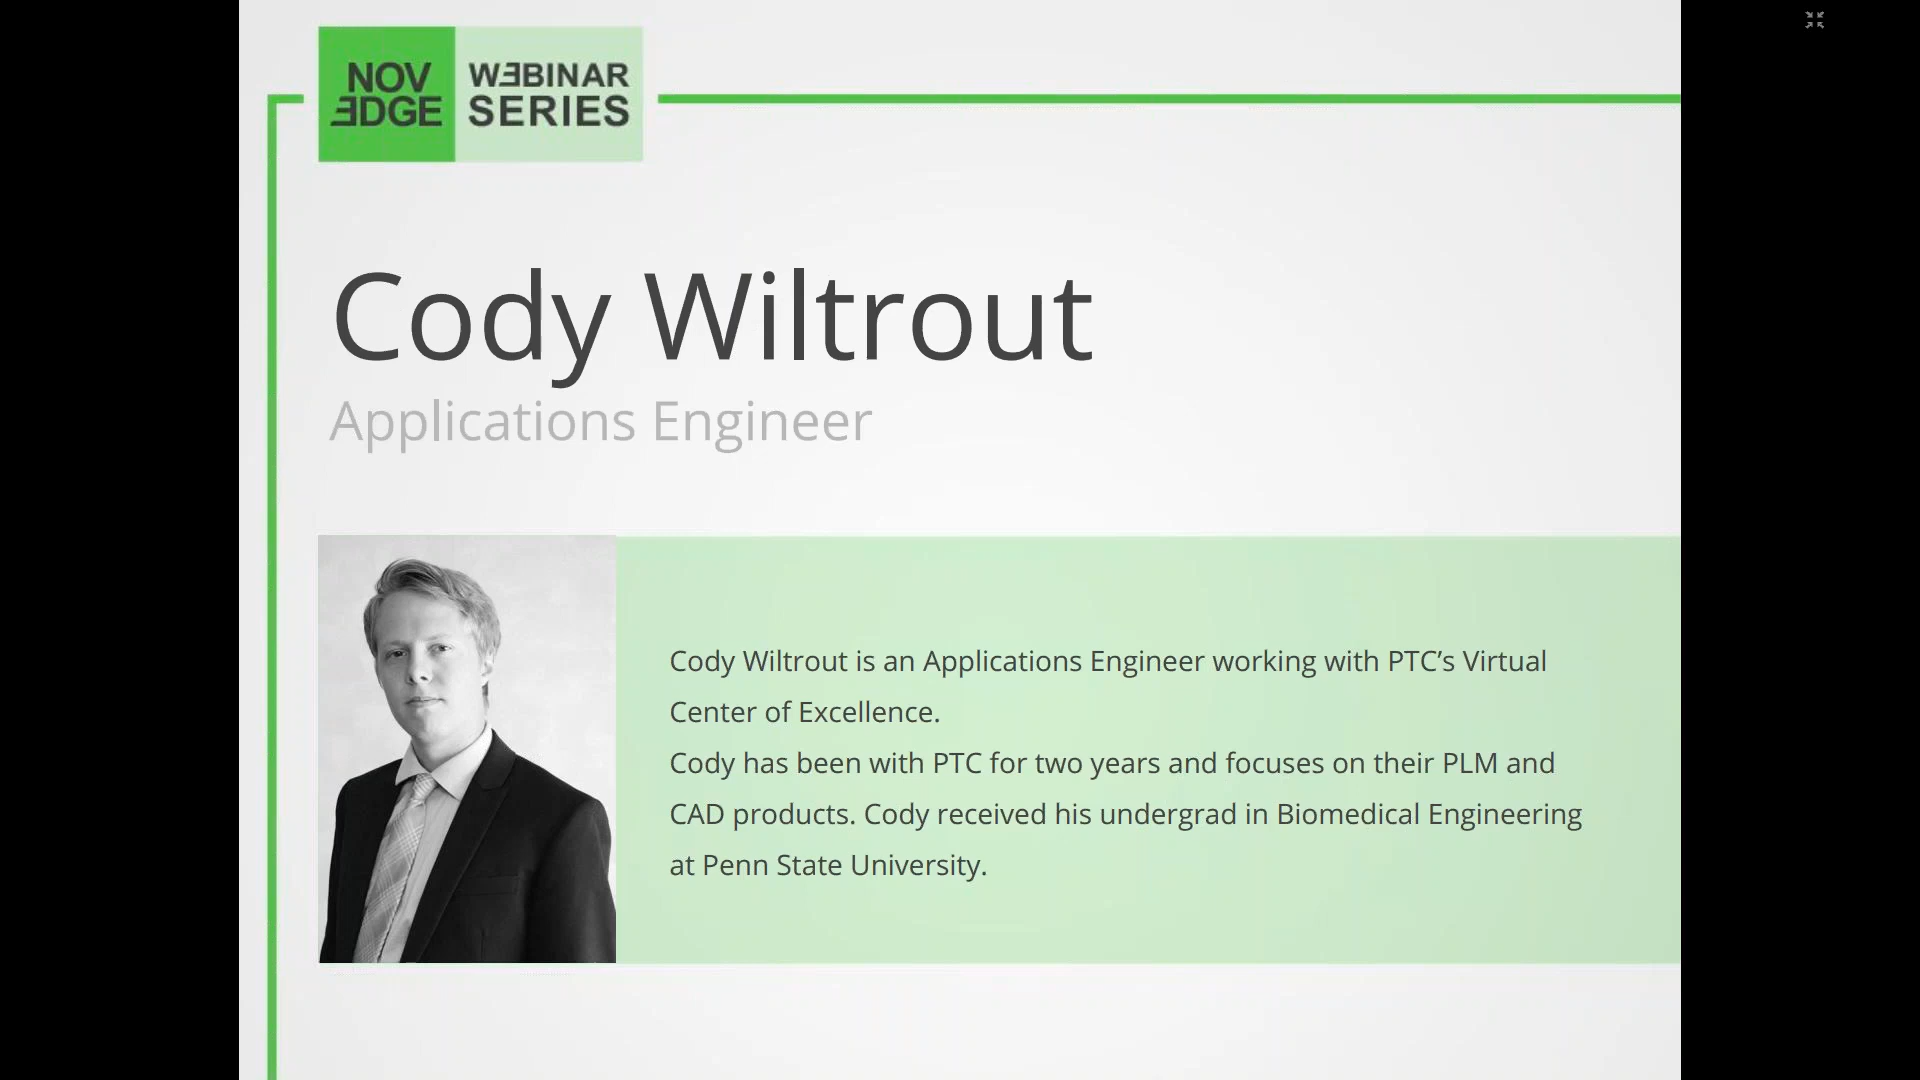 NOV WƎBINAR
ƎDGE SERIES
Cody Wiltrout
Applications Engineer
Cody Wiltrout is an Applications Engineer working with PTC’s Virtual
Center of Excellence.
Cody has been with PTC for two years and focuses on their PLM and
CAD products. Cody received his undergrad in Biomedical Engineering
at Penn State University.